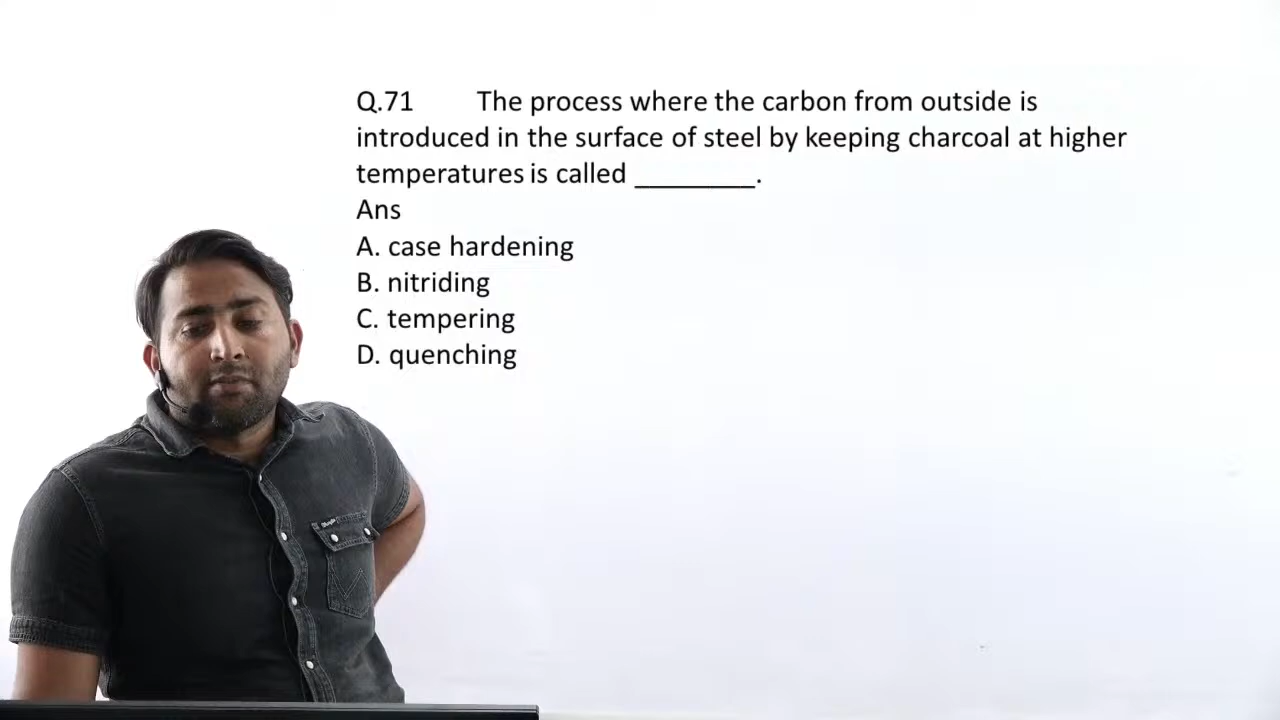 Q.71 The process where the carbon from outside is
introduced in the surface of steel by keeping charcoal at higher
temperatures is called ________.
Ans
A. case hardening
B. nitriding
C. tempering
D. quenching